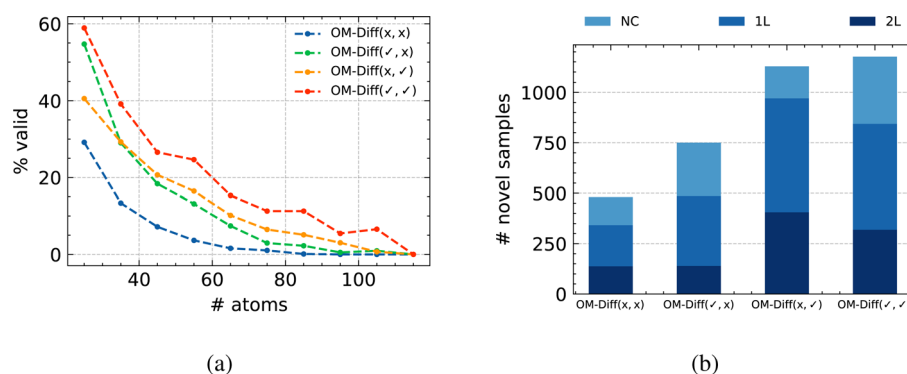 60
40
20
0
% valid
40
60
80
100
# atoms
OM-Diff(x, x)
OM-Diff(✓, x)
OM-Diff(x, ✓)
OM-Diff(✓, ✓)
(a)
NC
1L
2L
1000
750
500
250
0
# novel samples
OM-Diff(x, x)
OM-Diff(✓, x)
OM-Diff(x, ✓)
OM-Diff(✓, ✓
(b)